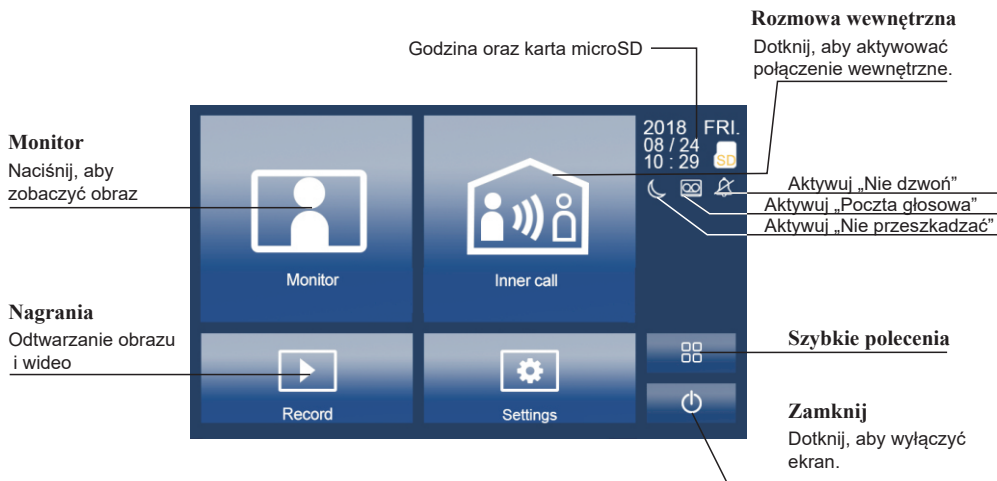 Rozmowa wewnętrzna
Dotknij, aby aktywować
połączenie wewnętrzne.
Godzina oraz karta microSD
Monitor
Naciśnij, aby
zobaczyć obraz
2018 FRI.
08 / 24
10 : 29
SD
Aktywuj „Nie dzwoń”
Aktywuj „Poczta głosowa”
Aktywuj „Nie przeszkadzać”
Monitor
Inner call
Nagrania
Odtwarzanie obrazu
i wideo
Szybkie polecenia
Record
Settings
Zamknij
Dotknij, aby wyłączyć
ekran.